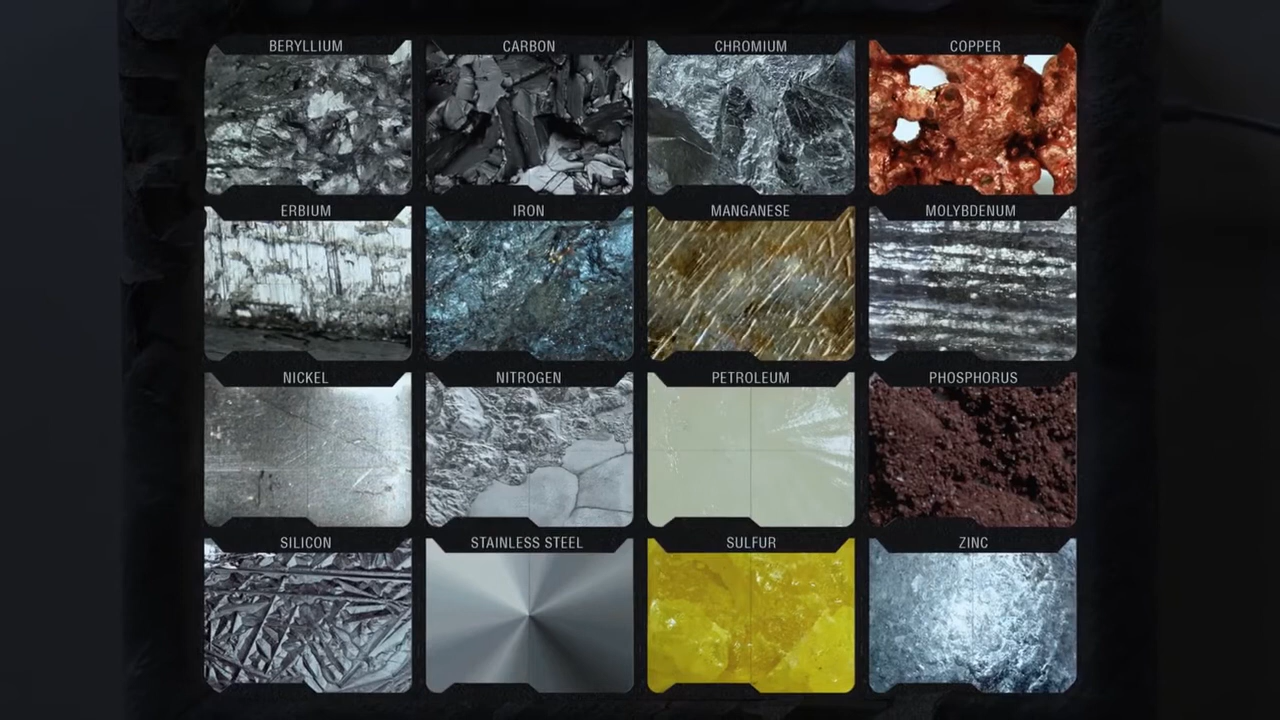 BERYLLIUM
CARBON
CHROMIUM
COPPER
ERBIUM
IRON
MANGANESE
MOLYBDENUM
NICKEL
NITROGEN
PETROLEUM
PHOSPHORUS
SILICON
STAINLESS STEEL
SULFUR
ZINC